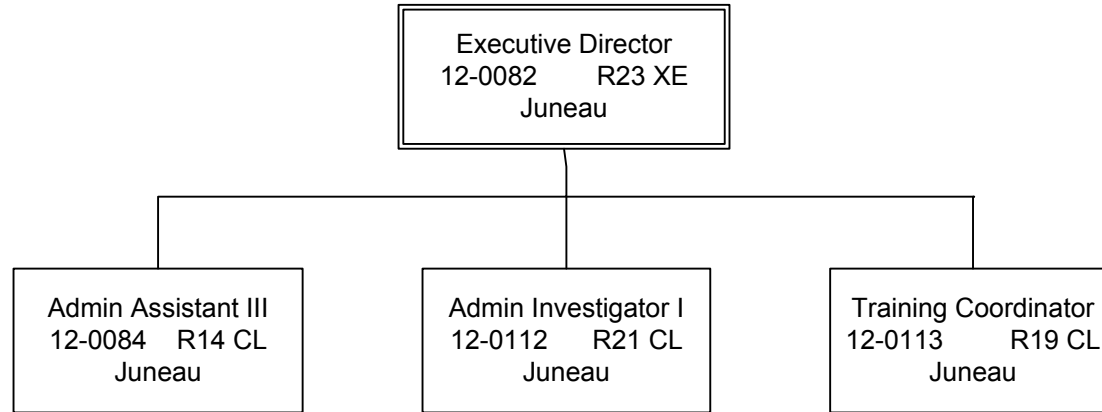 Executive Director
12-0082 R23 XE
Juneau
Admin Assistant III
12-0084 R14 CL
Juneau
Admin Investigator I
12-0112 R21 CL
Juneau
Training Coordinator
12-0113 R19 CL
Juneau